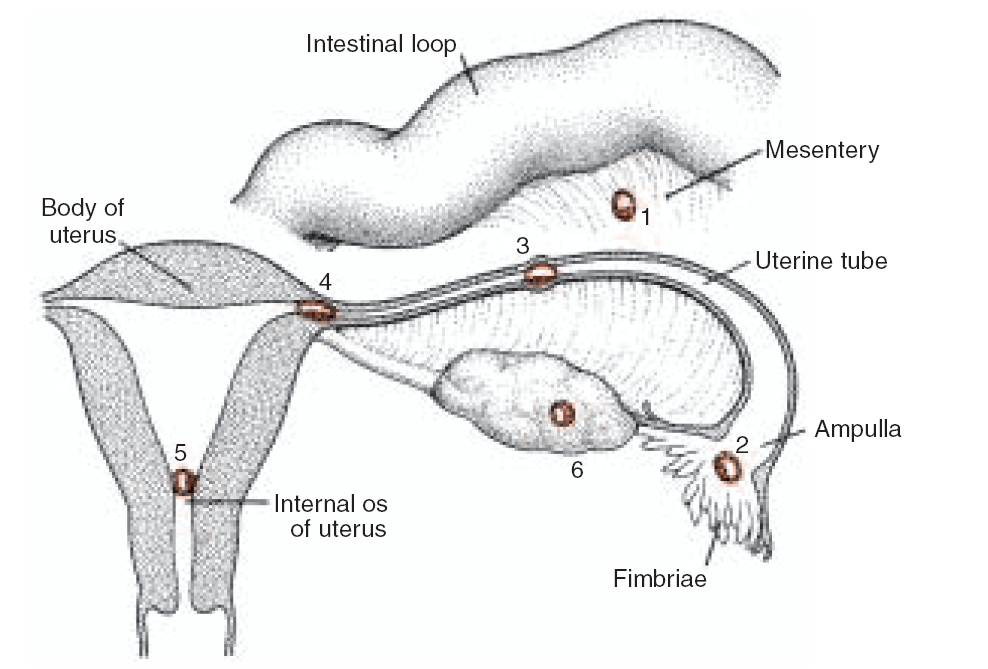 Intestinal loop
Mesentery
1
Body of
uterus
3
Uterine tube
4
Ampulla
2
5
6
Internal os
of uterus
Fimbriae